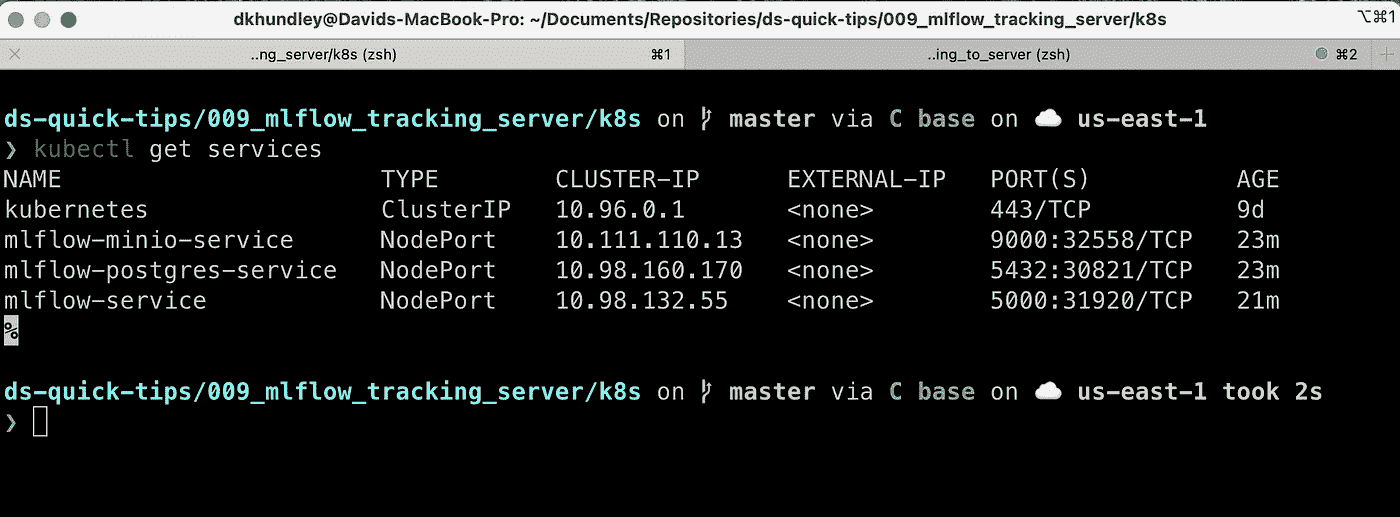 dkhundley@Davids-MacBook-Pro: ~/Documents/Repositories/ds-quick-tips/009_mlflow_tracking_server/k8s ⌥⌘1
..ng_server/k8s (zsh) ⌘1 ..ing_to_server (zsh) ⌘2
ds-quick-tips/009_mlflow_tracking_server/k8s on master via C base on ☁️ us-east-1
❯ kubectl get services
NAME TYPE CLUSTER-IP EXTERNAL-IP PORT(S) AGE
kubernetes ClusterIP 10.96.0.1 <none> 443/TCP 9d
mlflow-minio-service NodePort 10.111.110.13 <none> 9000:32558/TCP 23m
mlflow-postgres-service NodePort 10.98.160.170 <none> 5432:30821/TCP 23m
mlflow-service NodePort 10.98.132.55 <none> 5000:31920/TCP 21m
%
ds-quick-tips/009_mlflow_tracking_server/k8s on master via C base on ☁️ us-east-1 took 2s
❯